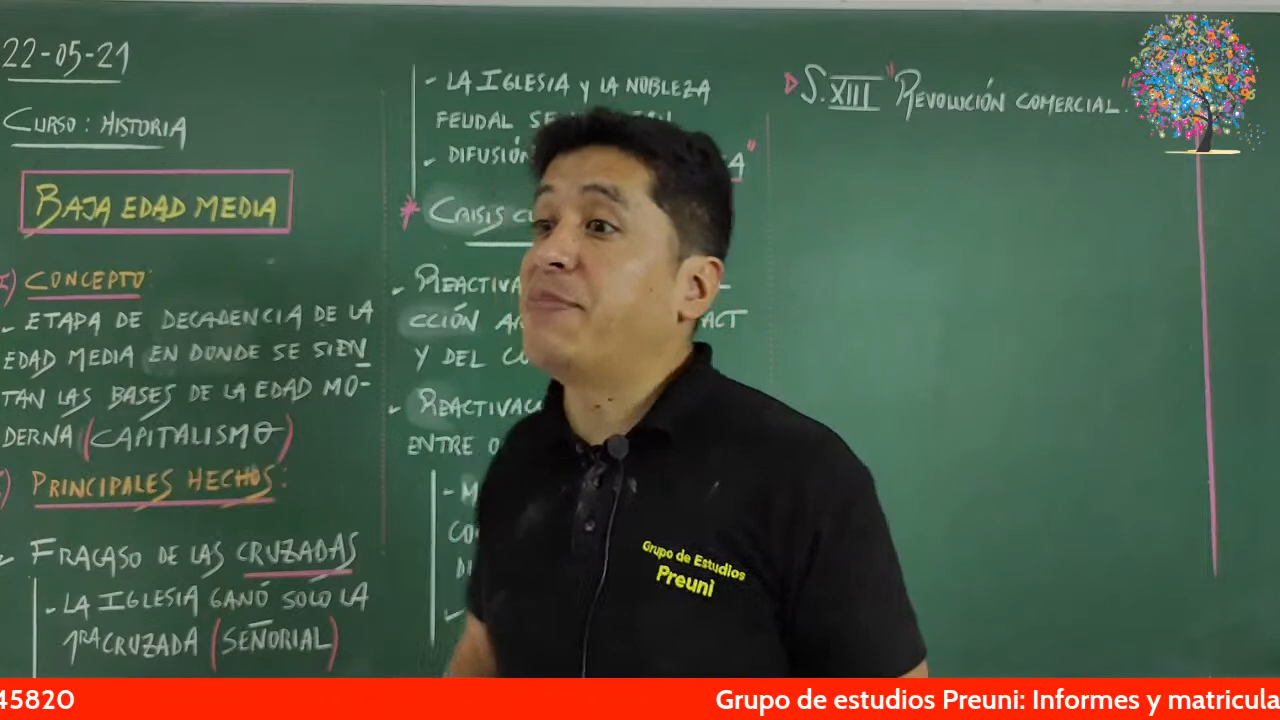 22-05-21
CURSO: HISTORIA
BAJA EDAD MEDIA
I) CONCEPTO:
- ETAPA DE DECADENCIA DE LA
EDAD MEDIA EN DONDE SE SIEN
TAN LAS BASES DE LA EDAD MO-
DERNA (CAPITALISMO)
PRINCIPALES HECHOS:
- FRACASO DE LAS CRUZADAS
- LA IGLESIA GANÓ SOLO LA
1RA CRUZADA (SEÑORIAL)
- LA IGLESIA y LA NOBLEZA
FEUDAL
- DIFUSIÓN
* CRISIS
- REACTIVA
CCIÓN
Y DEL
- REACTIVAC
ENTRE
S. XIII "REVOLUCIÓN COMERCIAL"
Grupo de Estudios
Preuni
45820
Grupo de estudios Preuni: Informes y matricula